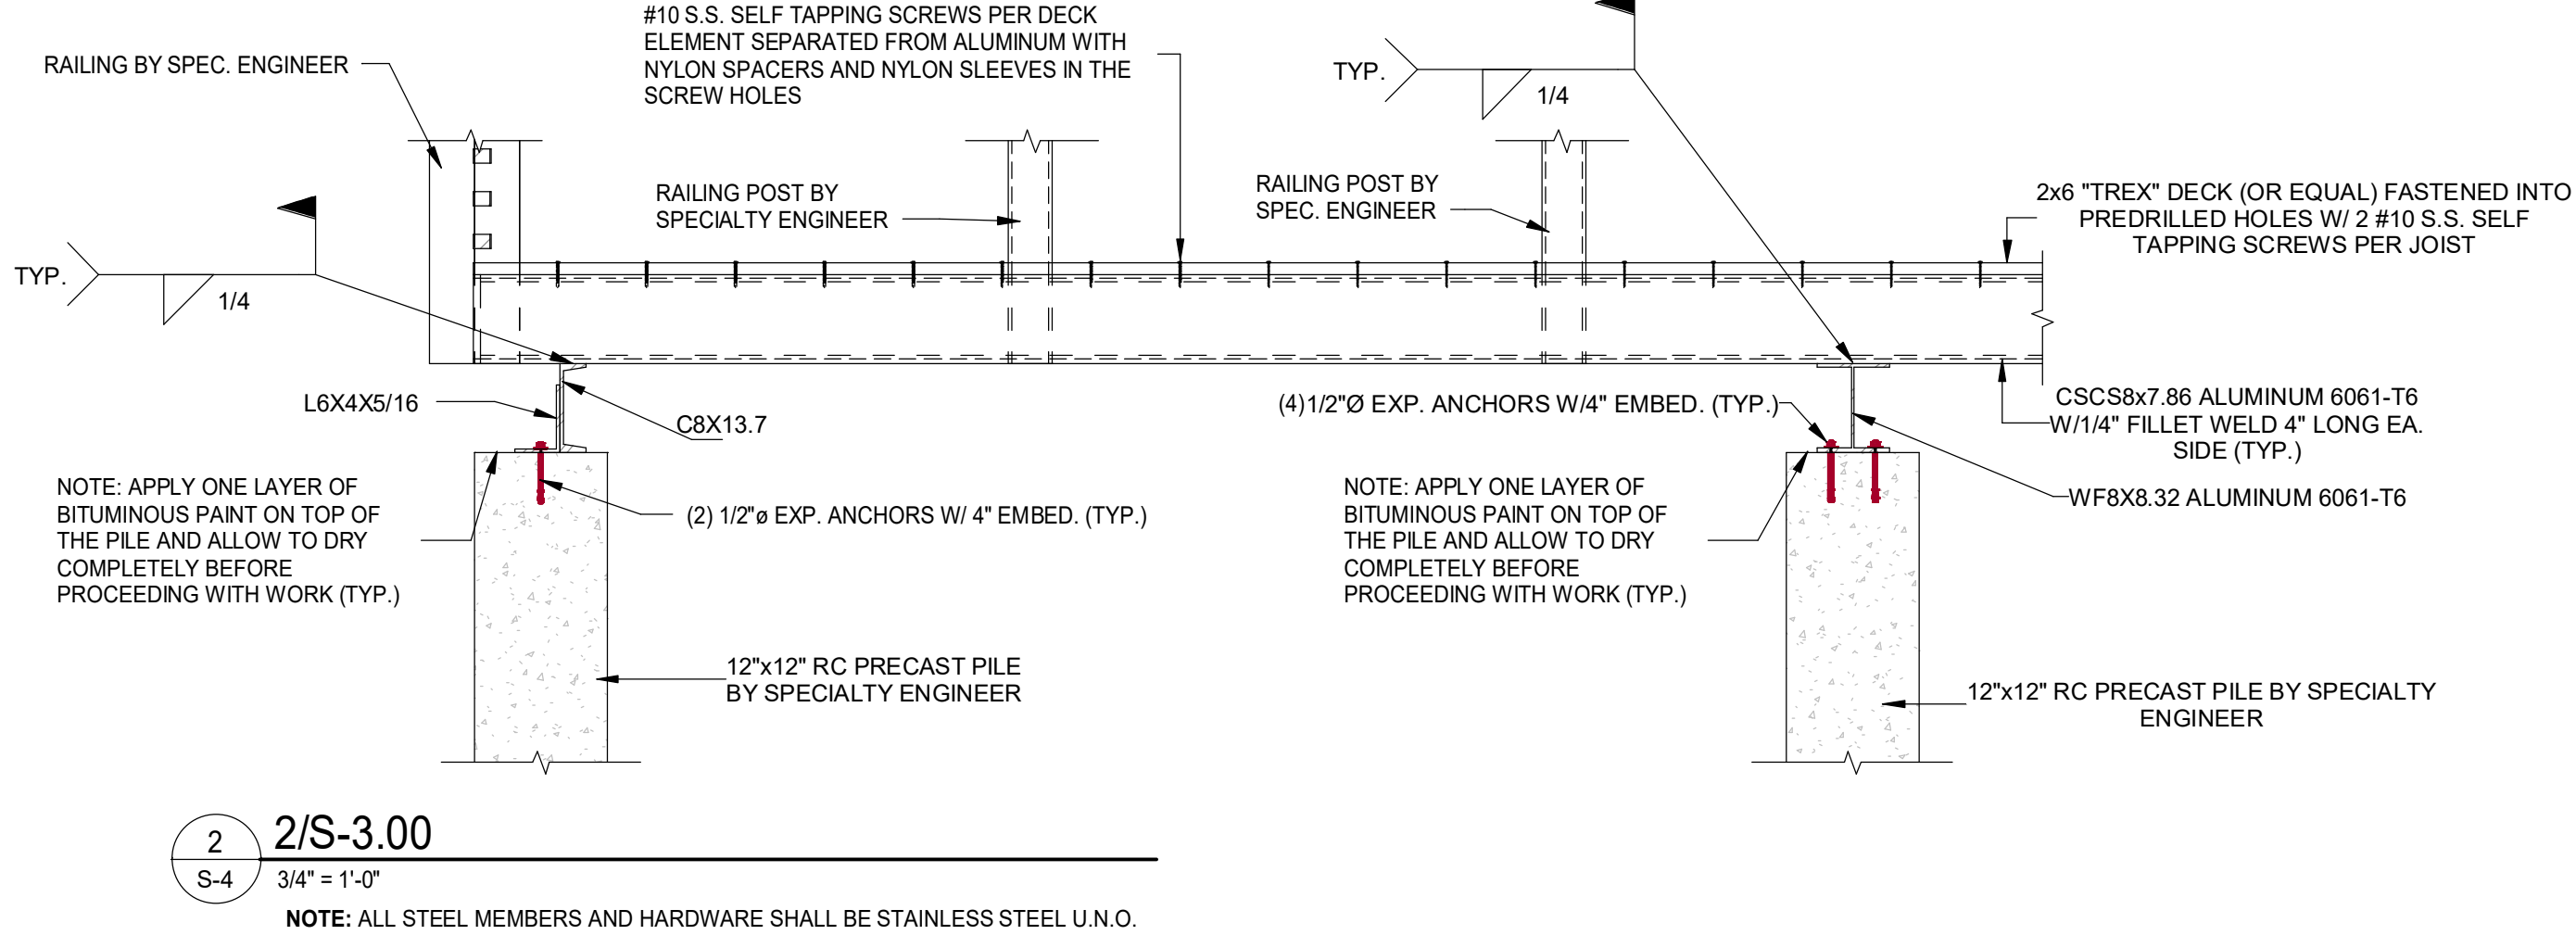 #10 S.S. SELF TAPPING SCREWS PER DECK
ELEMENT SEPARATED FROM ALUMINUM WITH
NYLON SPACERS AND NYLON SLEEVES IN THE
SCREW HOLES
RAILING BY SPEC. ENGINEER
TYP.
1/4
RAILING POST BY
SPECIALTY ENGINEER
RAILING POST BY
SPEC. ENGINEER
2x6 "TREX" DECK (OR EQUAL) FASTENED INTO
PREDRILLED HOLES W/ 2 #10 S.S. SELF
TAPPING SCREWS PER JOIST
TYP.
1/4
L6X4X5/16
C8X13.7
(4)1/2"Ø EXP. ANCHORS W/4" EMBED. (TYP.)
CSCS8x7.86 ALUMINUM 6061-T6
W/1/4" FILLET WELD 4" LONG EA.
SIDE (TYP.)
NOTE: APPLY ONE LAYER OF
BITUMINOUS PAINT ON TOP OF
THE PILE AND ALLOW TO DRY
COMPLETELY BEFORE
PROCEEDING WITH WORK (TYP.)
(2) 1/2"ø EXP. ANCHORS W/ 4" EMBED. (TYP.)
NOTE: APPLY ONE LAYER OF
BITUMINOUS PAINT ON TOP OF
THE PILE AND ALLOW TO DRY
COMPLETELY BEFORE
PROCEEDING WITH WORK (TYP.)
WF8X8.32 ALUMINUM 6061-T6
12"x12" RC PRECAST PILE
BY SPECIALTY ENGINEER
12"x12" RC PRECAST PILE BY SPECIALTY
ENGINEER
2
S-4
2/S-3.00
3/4" = 1'-0"
NOTE: ALL STEEL MEMBERS AND HARDWARE SHALL BE STAINLESS STEEL U.N.O.